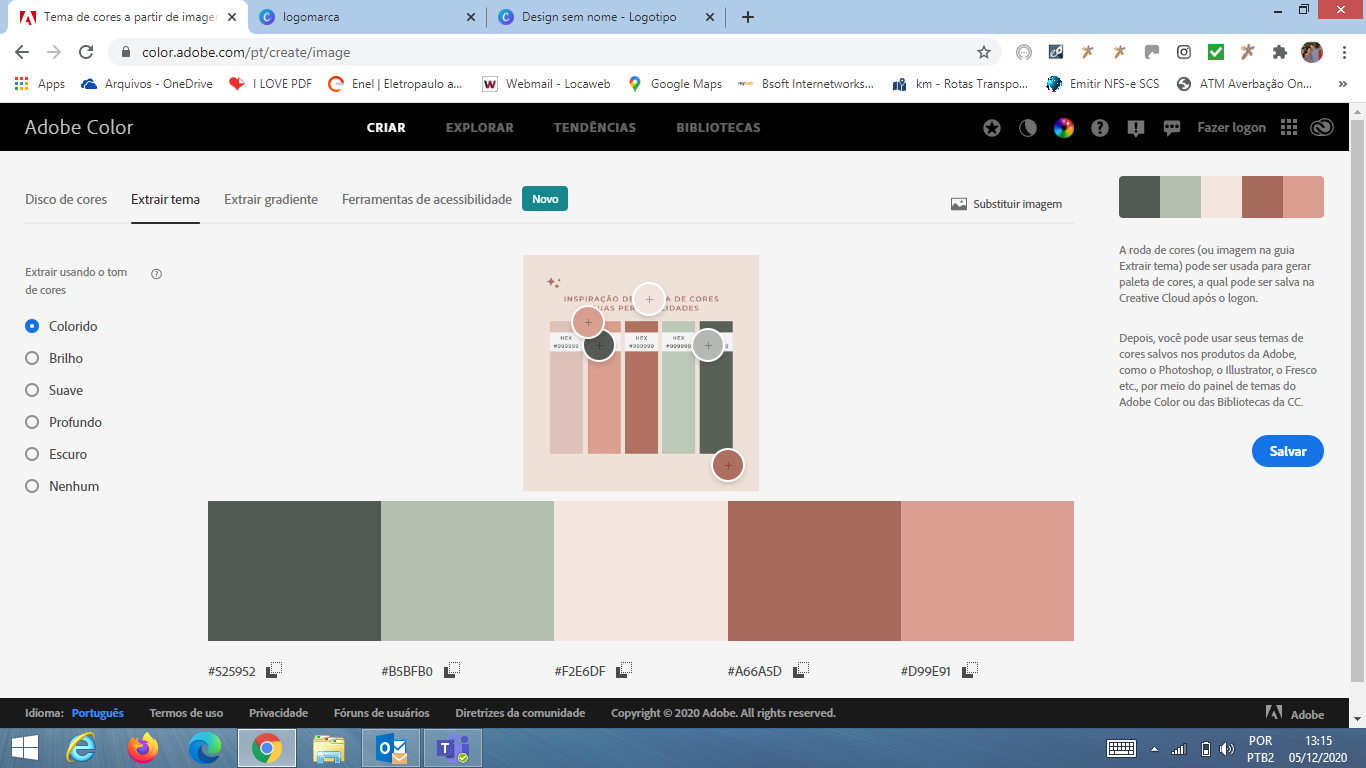 Tema de cores a partir de imagem
logomarca
Design sem nome - Logotipo
color.adobe.com/pt/create/image
Apps
Arquivos - OneDrive
I LOVE PDF
Enel | Eletropaulo a...
Webmail - Locaweb
Google Maps
Bsoft Internetworks...
km - Rotas Transpo...
Emitir NFS-e SCS
ATM Averbação On...
Adobe Color
CRIAR
EXPLORAR
TENDÊNCIAS
BIBLIOTECAS
Fazer logon
Disco de cores
Extrair tema
Extrair gradiente
Ferramentas de acessibilidade
Novo
Substituir imagem
Extrair usando o tom
de cores
Colorido
Brilho
Suave
Profundo
Escuro
Nenhum
INSPIRAÇÃO DE A DE CORES
HEX
#999999
HEX
#999999
HEX
#999999
A roda de cores (ou imagem na guia
Extrair tema) pode ser usada para gerar
paleta de cores, a qual pode ser salva na
Creative Cloud após o logon.
Depois, você pode usar seus temas de
cores salvos nos produtos da Adobe,
como o Photoshop, o Illustrator, o Fresco
etc., por meio do painel de temas do
Adobe Color ou das Bibliotecas da CC.
Salvar
#525952
#B5BFB0
#F2E6DF
#A66A5D
#D99E91
Idioma: Português
Termos de uso
Privacidade
Fóruns de usuários
Diretrizes da comunidade
Copyright © 2020 Adobe. All rights reserved.
Adobe
POR
PTB2
13:15
05/12/2020